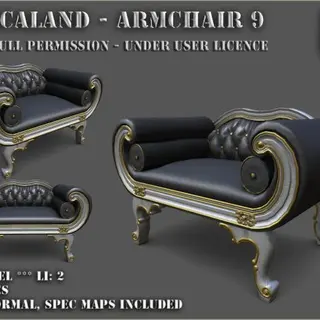 CALAND - ARMCHAIR 9
ULL PERMISSION - UNDER USER LICENCE
EL *** LI: 2
ORMAL, SPEC MAPS INCLUDED